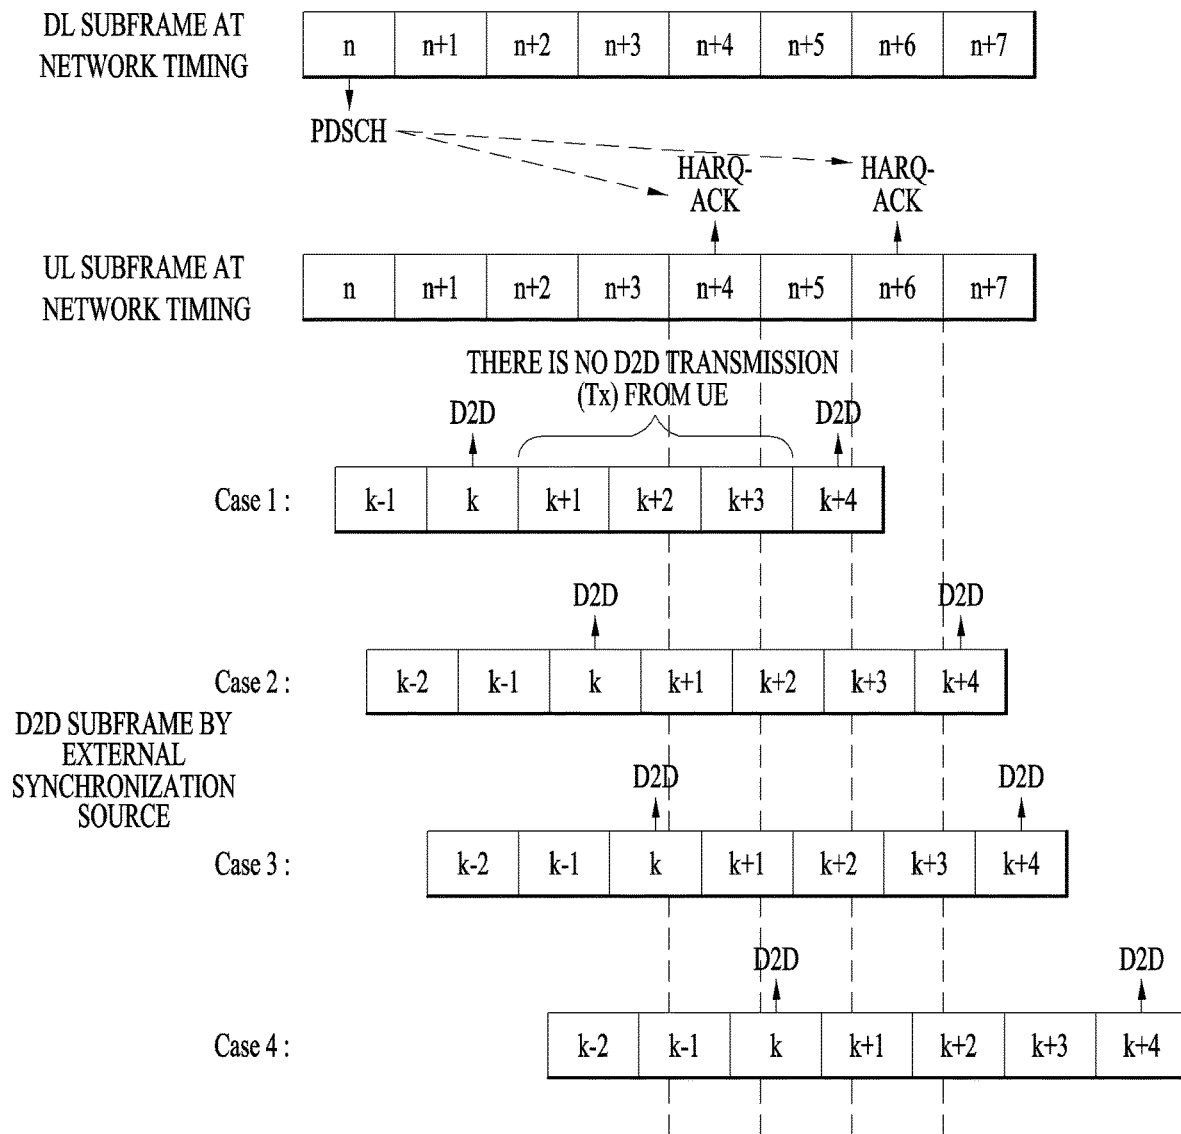 DL SUBFRAME AT
NETWORK TIMING
n n+1 n+2 n+3 n+4 n+5 n+6 n+7
PDSCH
HARQ-
ACK
HARQ-
ACK
UL SUBFRAME AT
NETWORK TIMING
n n+1 n+2 n+3 n+4 n+5 n+6 n+7
THERE IS NO D2D TRANSMISSION
(Tx) FROM UE
D2D D2D
Case 1 : k-1 k k+1 k+2 k+3 k+4
D2D D2D
Case 2 : k-2 k-1 k k+1 k+2 k+3 k+4
D2D SUBFRAME BY
EXTERNAL
SYNCHRONIZATION
SOURCE
D2D D2D
Case 3 : k-2 k-1 k k+1 k+2 k+3 k+4
D2D D2D
Case 4 : k-2 k-1 k k+1 k+2 k+3 k+4